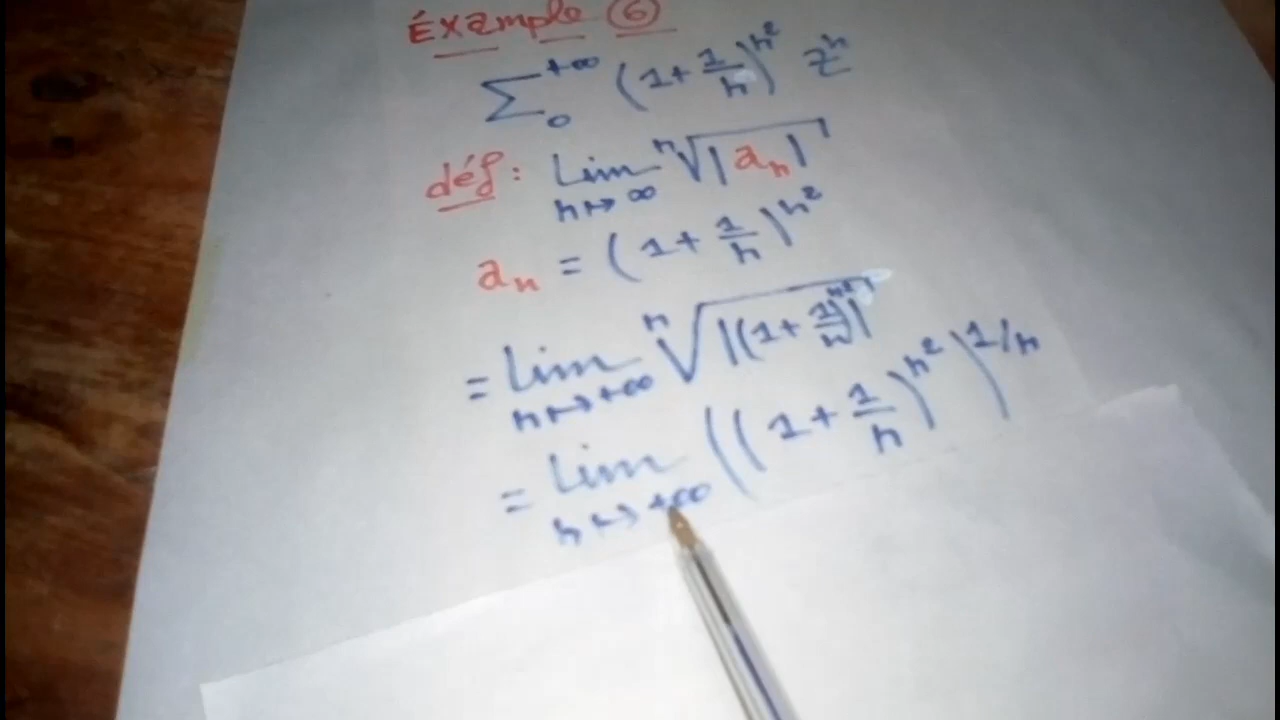 Éxample ⑥
∑₀^{+∞} (1 + 1/n)^{n²} zⁿ
déf : Lim_{n↦∞} ⁿ√|aₙ|
aₙ = (1 + 1/n)^{n²}
= lim_{n↦+∞} ⁿ√|(1 + 1/n)^{n²}|
= lim_{n↦+∞} ((1 + 1/n)^{n²})^{1/n}